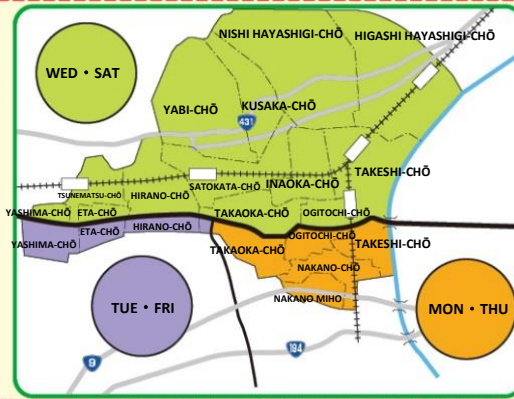 NISHI HAYASHIGI-CHŌ
HIGASHI HAYASHIGI-CHŌ
WED・SAT
YABI-CHŌ
KUSAKA-CHŌ
431
TSUNEMATSU-CHŌ
HIRANO-CHŌ
SATOKATA-CHŌ
INAOKA-CHŌ
TAKESHI-CHŌ
YASHIMA-CHŌ
ETA-CHŌ
TAKAOKA-CHŌ
OGITOCHI-CHŌ
YASHIMA-CHŌ
ETA-CHŌ
HIRANO-CHŌ
TAKAOKA-CHŌ
OGITOCHI-CHŌ
TAKESHI-CHŌ
NAKANO-CHŌ
NAKANO MIHO
TUE・FRI
MON・THU
9
184